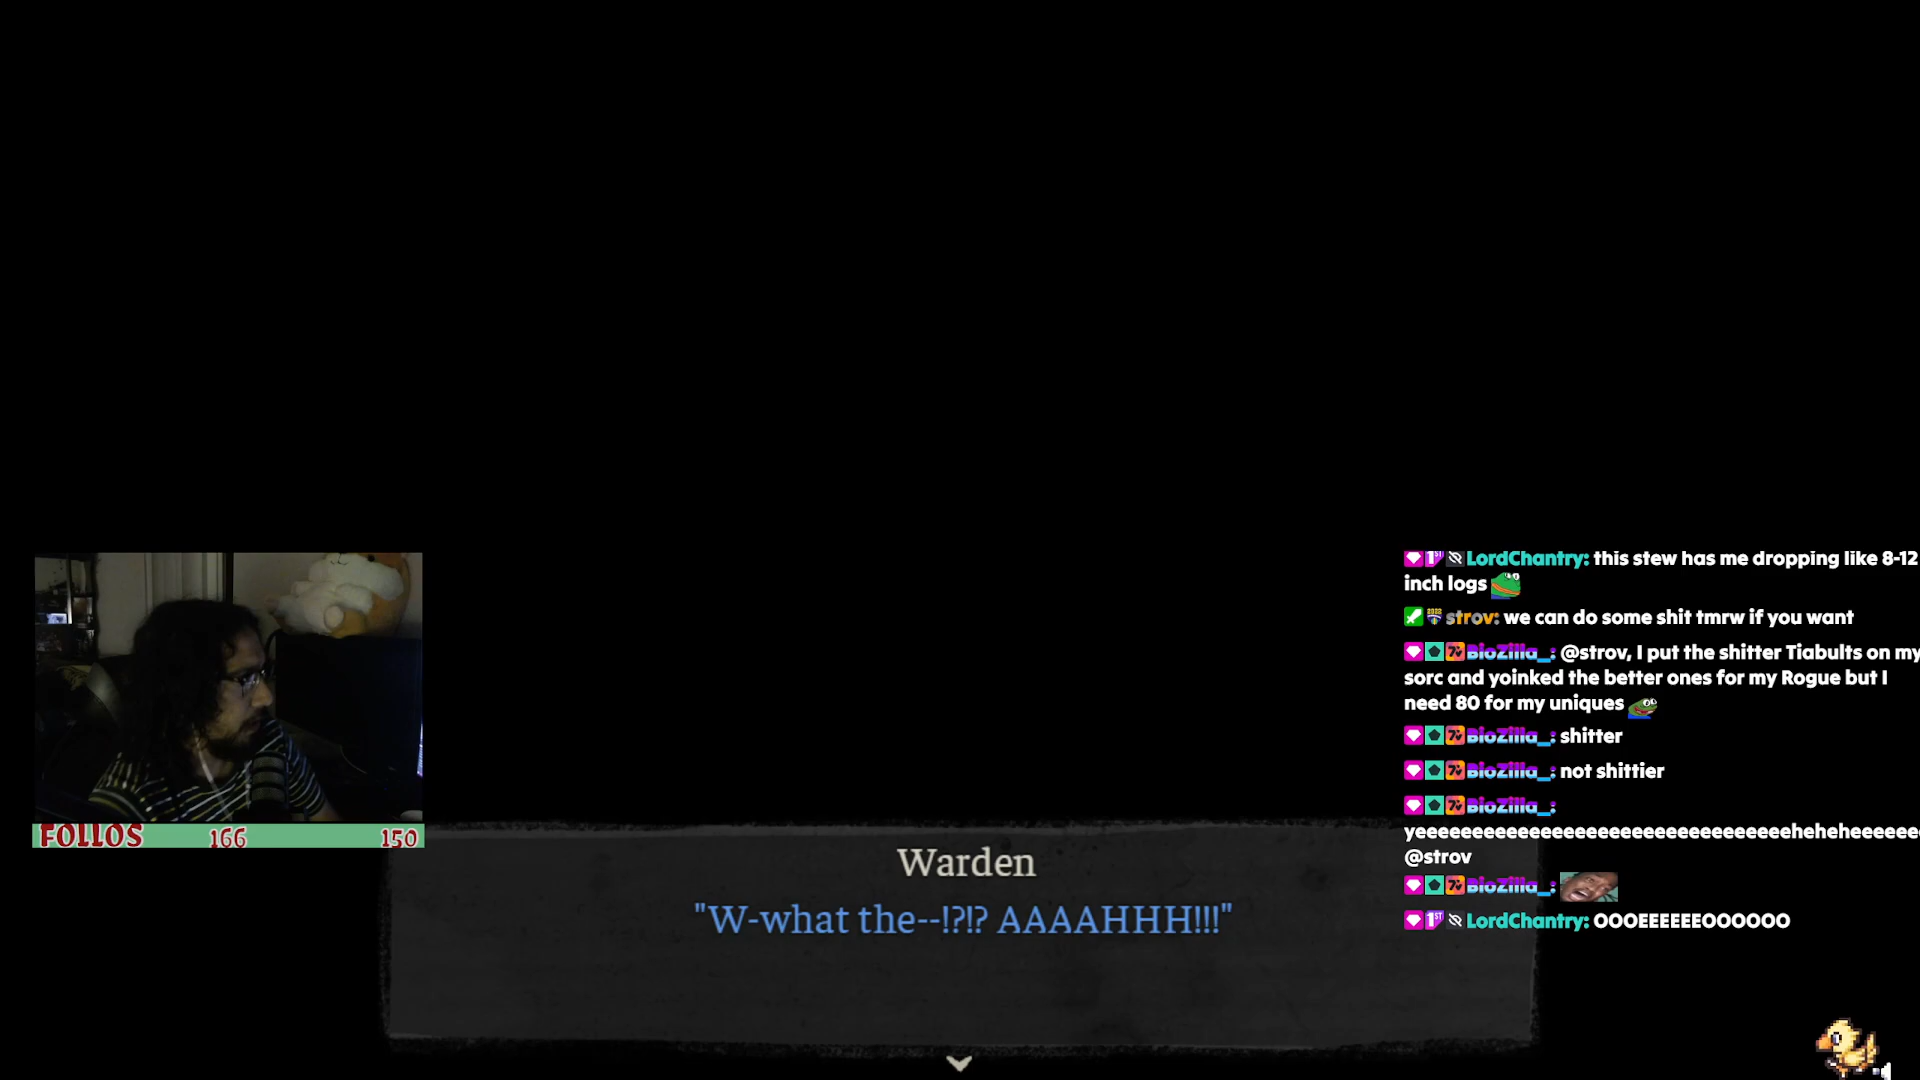 LordChantry: this stew has me dropping like 8-12
inch logs
strov: we can do some shit tmrw if you want
BioZilla_: @strov, I put the shitter Tiabults on my
sorc and yoinked the better ones for my Rogue but I
need 80 for my uniques
BioZilla_: shitter
BioZilla_: not shittier
BioZilla_:
@strov
BioZilla_:
LordChantry: OOOEEEEEEOOOOOO
FOLLOS 166 150
Warden
"W-what the--!?!? AAAAHHH!!!"